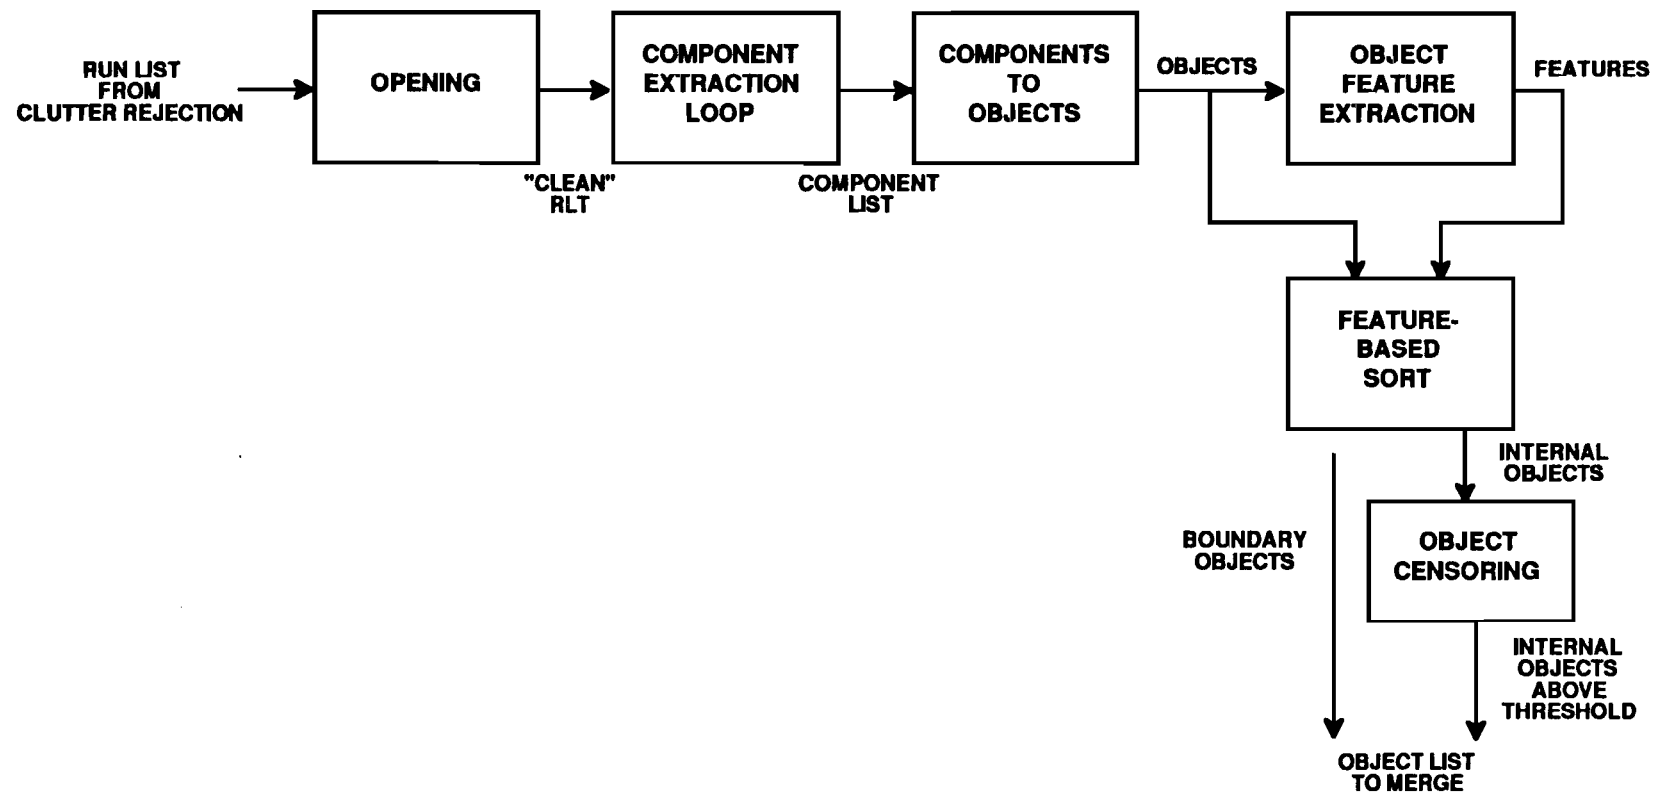 RUN LIST
FROM
CLUTTER REJECTION
OPENING
"CLEAN"
RLT
COMPONENT
EXTRACTION
LOOP
COMPONENT
LIST
COMPONENTS
TO
OBJECTS
OBJECTS
OBJECT
FEATURE
EXTRACTION
FEATURES
FEATURE-
BASED
SORT
INTERNAL
OBJECTS
BOUNDARY
OBJECTS
OBJECT
CENSORING
INTERNAL
OBJECTS
ABOVE
THRESHOLD
OBJECT LIST
TO MERGE